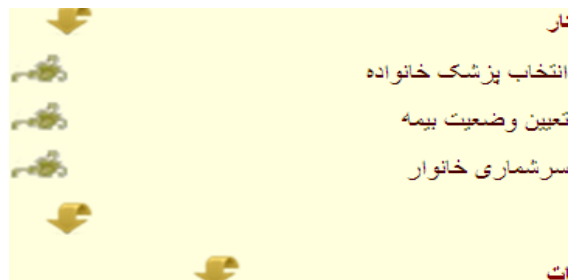 انتخاب پزشک خانواده
تعیین وضعیت بیمه
سرشماری خانوار